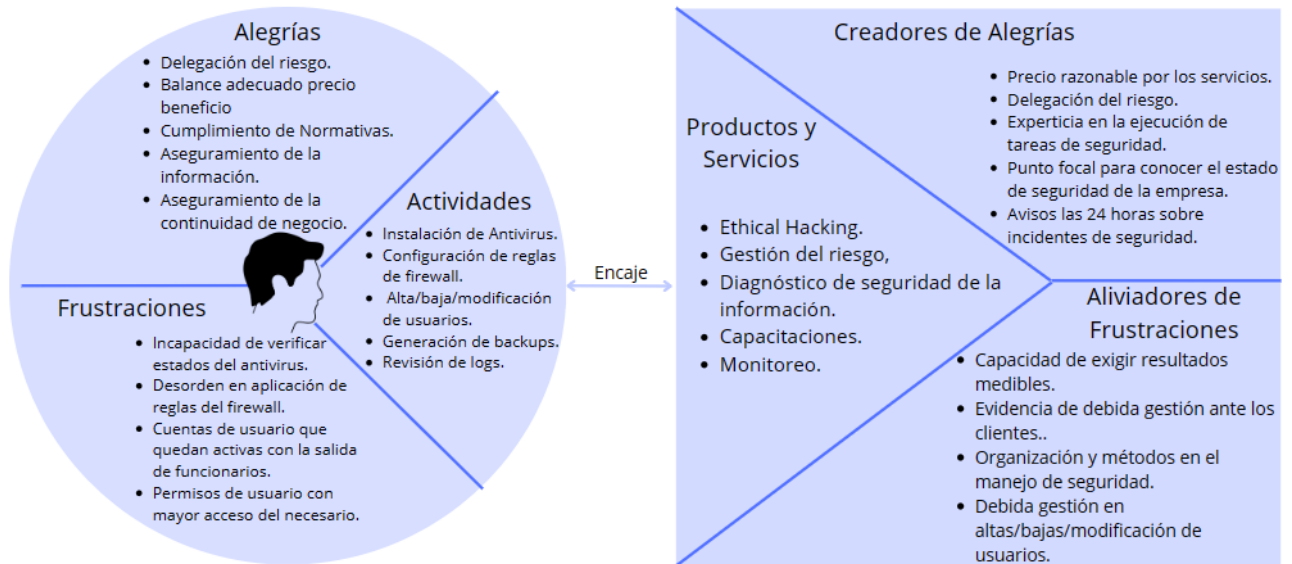 Alegrías
• Delegación del riesgo.
• Balance adecuado precio
beneficio
• Cumplimiento de Normativas.
• Aseguramiento de la
información.
• Aseguramiento de la
continuidad de negocio.
Actividades
• Instalación de Antivirus.
• Configuración de reglas
de firewall.
• Alta/baja/modificación
de usuarios.
• Generación de backups.
• Revisión de logs.
Frustraciones
• Incapacidad de verificar
estados del antivirus.
• Desorden en aplicación de
reglas del firewall.
• Cuentas de usuario que
quedan activas con la salida
de funcionarios.
• Permisos de usuario con
mayor acceso del necesario.
Encaje
Productos y
Servicios
• Ethical Hacking.
• Gestión del riesgo,
• Diagnóstico de seguridad de la
información.
• Capacitaciones.
• Monitoreo.
Creadores de Alegrías
• Precio razonable por los servicios.
• Delegación del riesgo.
• Experticia en la ejecución de
tareas de seguridad.
• Punto focal para conocer el estado
de seguridad de la empresa.
• Avisos las 24 horas sobre
incidentes de seguridad.
Aliviadores de
Frustraciones
• Capacidad de exigir resultados
medibles.
• Evidencia de debida gestión ante los
clientes..
• Organización y métodos en el
manejo de seguridad.
• Debida gestión en
altas/bajas/modificación de
usuarios.